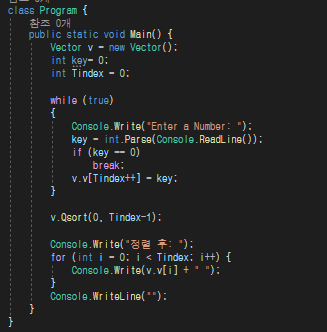 class Program {
참조 0개
public static void Main() {
Vector v = new Vector();
int key= 0;
int Tindex = 0;
while (true)
{
Console.Write("Enter a Number: ");
key = int.Parse(Console.ReadLine());
if (key == 0)
break;
v.v[Tindex++] = key;
}
v.Qsort(0, Tindex-1);
Console.Write("정렬 후: ");
for (int i = 0; i < Tindex; i++) {
Console.Write(v.v[i] + " ");
}
Console.WriteLine("");
}
}